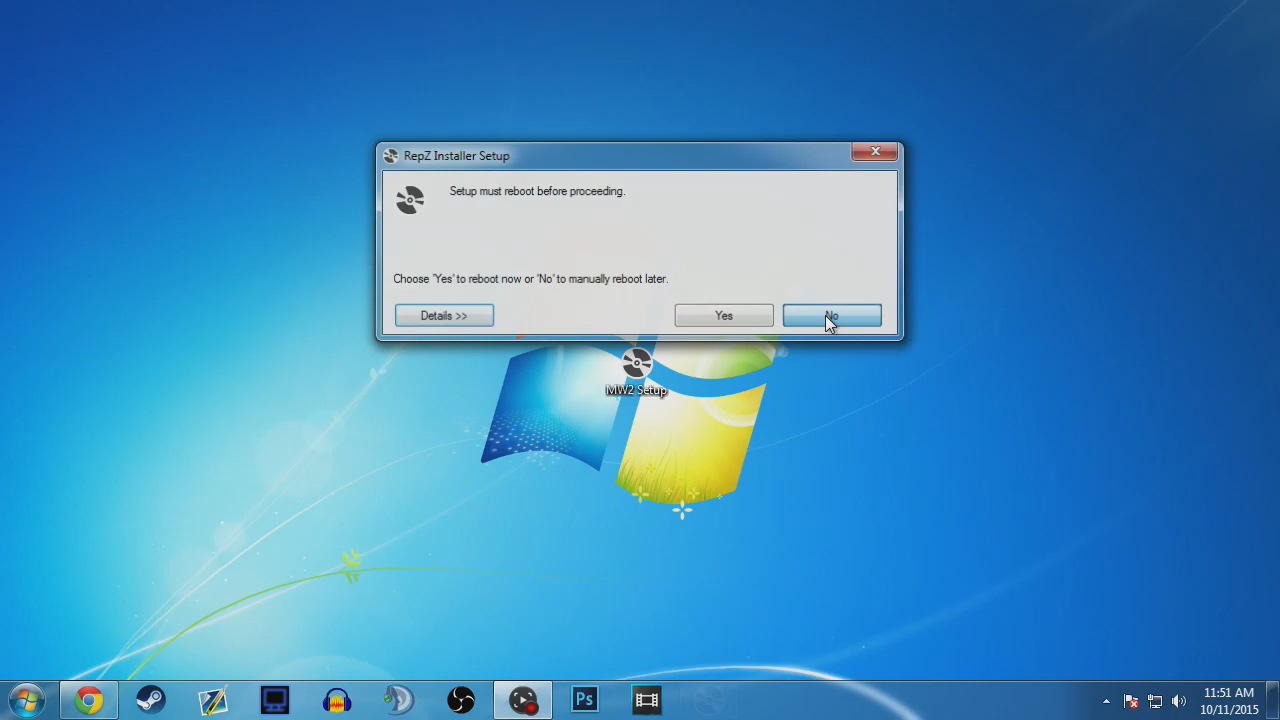 RepZ Installer Setup
Setup must reboot before proceeding.
Choose 'Yes' to reboot now or 'No' to manually reboot later.
Details >>
Yes
No
MW2 Setup
Ps
11:51 AM
10/11/2015